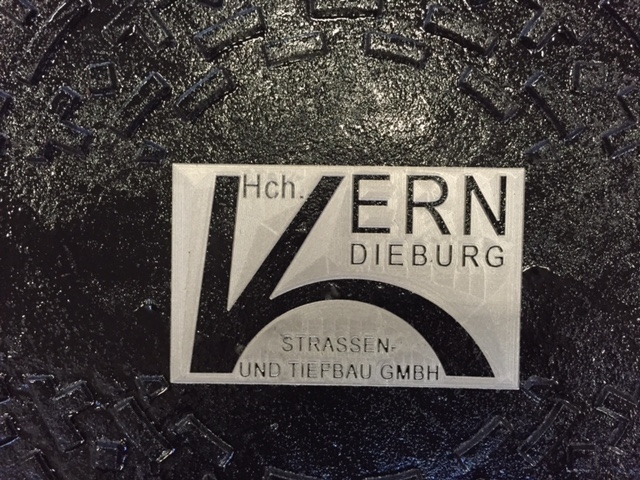 Hch. KERN
DIEBURG
STRASSEN-
UND TIEFBAU GMBH